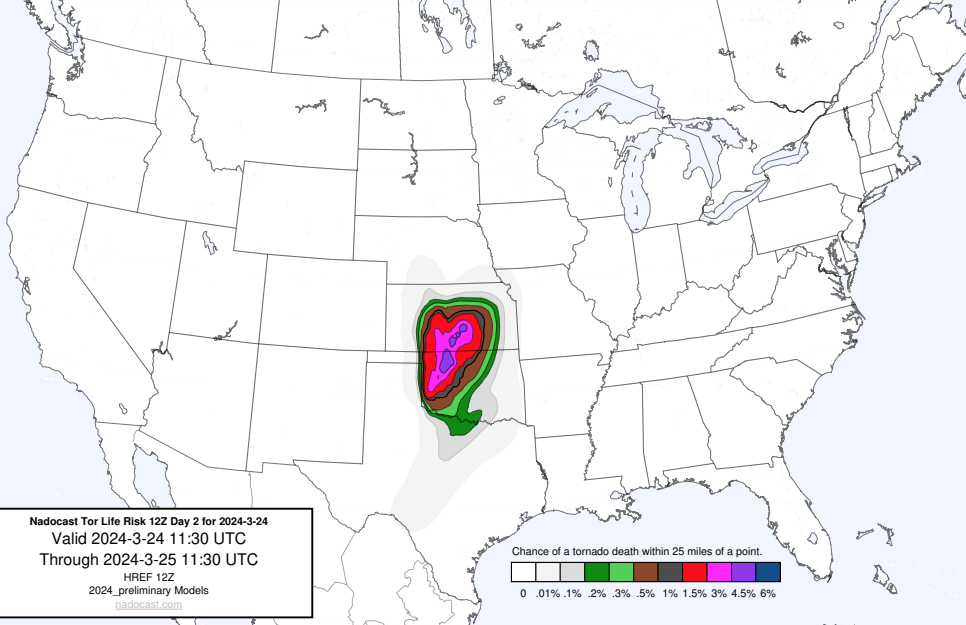 Nadocast Tor Life Risk 12Z Day 2 for 2024-3-24
Valid 2024-3-24 11:30 UTC
Through 2024-3-25 11:30 UTC
HREF 12Z
2024_preliminary Models
nadocast.com
Chance of a tornado death within 25 miles of a point.
0 .01% .1% .2% .3% .5% 1% 1.5% 3% 4.5% 6%